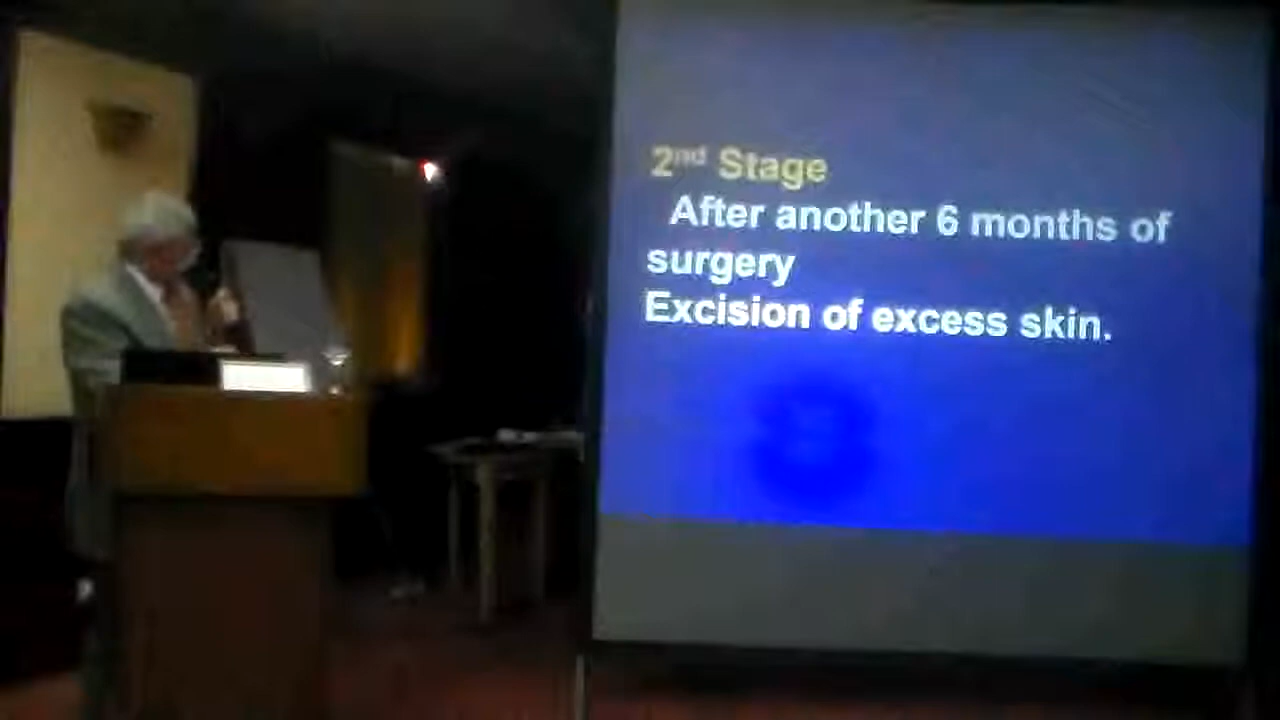 2nd Stage
After another 6 months of
surgery
Excision of excess skin.